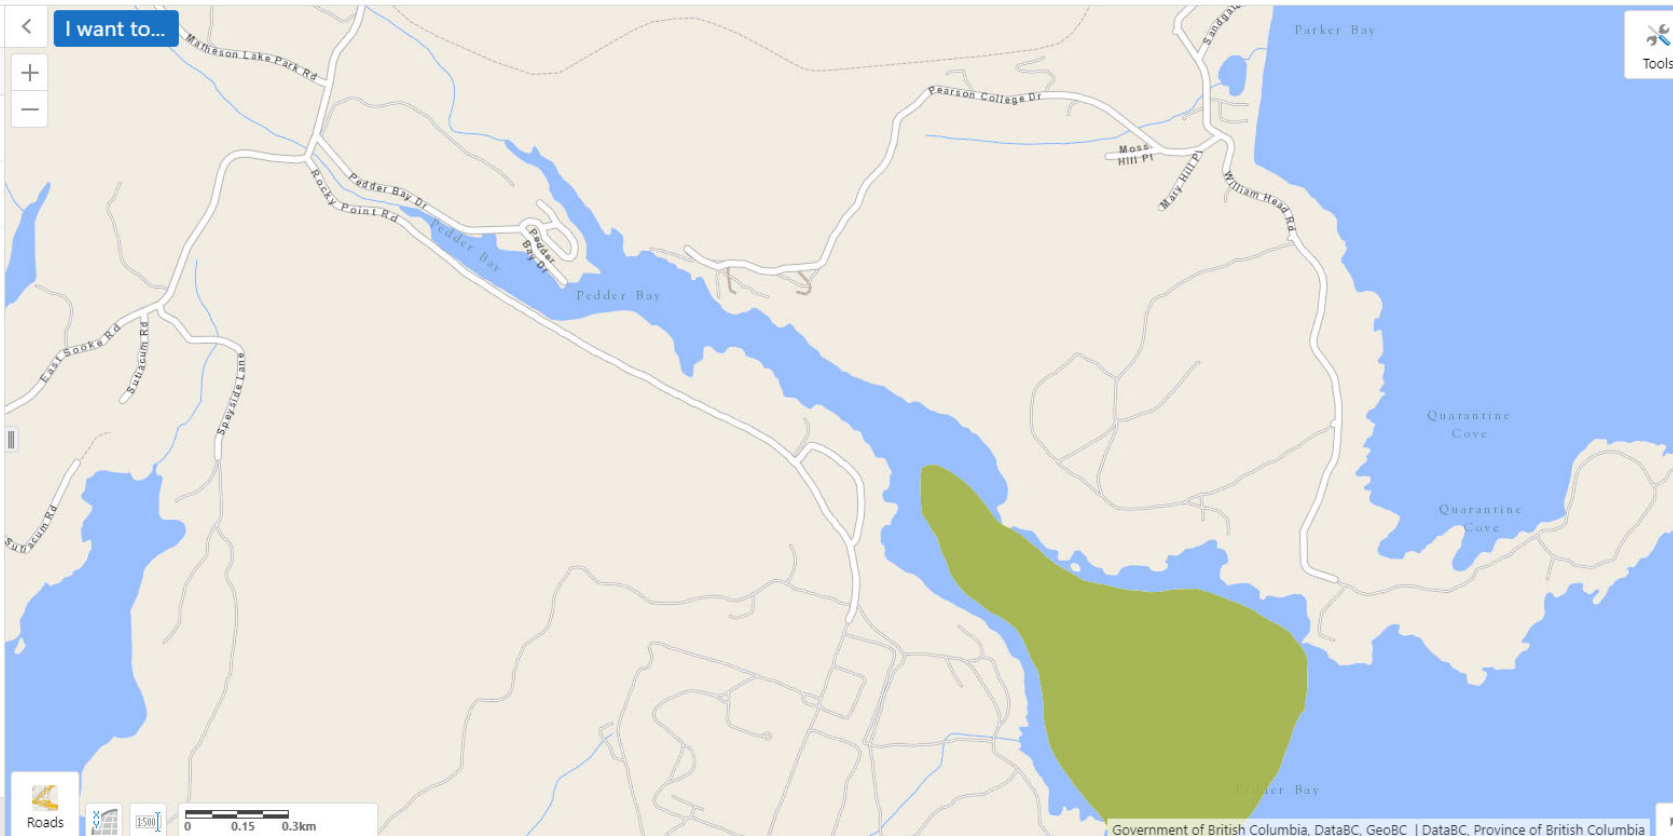 I want to...
Parker Bay
Tools
Sandgat
Matheson Lake Park Rd
Pearson College Dr
Moss
Hill Pl
Mary Hill Pl
William Head Rd
Rocky Point Rd
Pedder Bay Dr
Pedder Bay
Pedder
Bay Dr
Pedder Bay
East Sooke Rd
Sutiacum Rd
Speyside Lane
Quarantine
Cove
Quarantine
Cove
Sutiacum Rd
Pedder Bay
Roads
1:500
0 0.15 0.3km
Government of British Columbia, DataBC, GeoBC | DataBC, Province of British Columbia